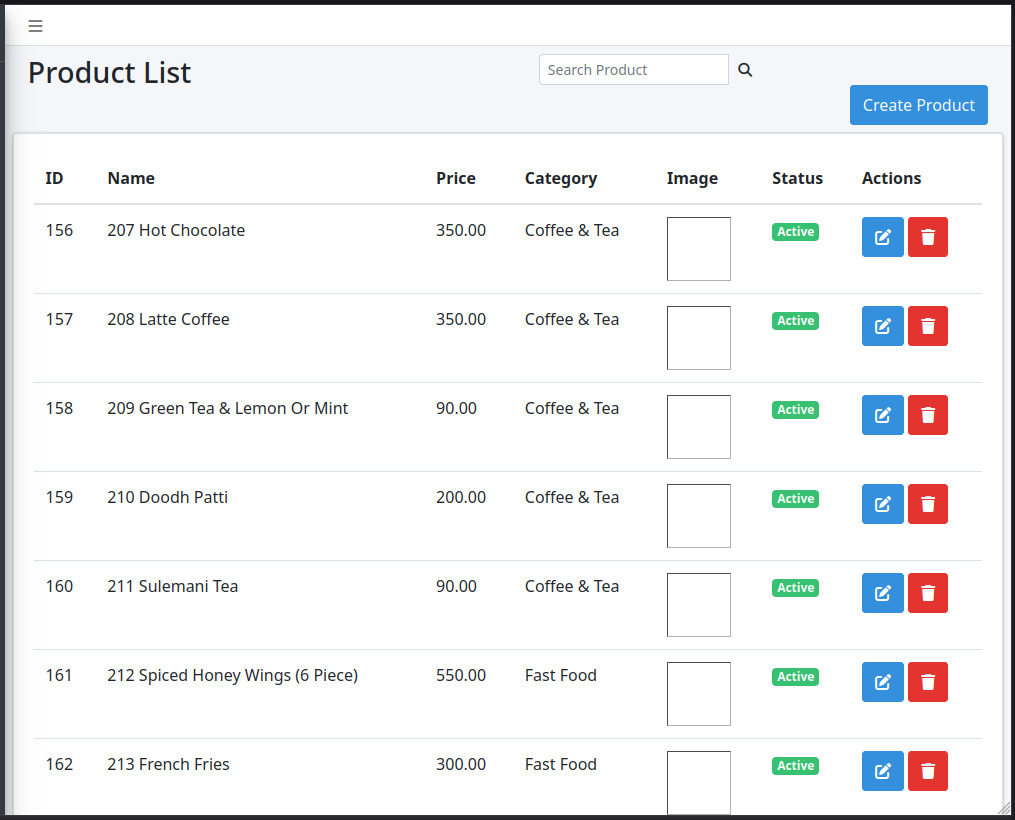 Product List
Search Product
Create Product
ID Name Price Category Image Status Actions
156 207 Hot Chocolate 350.00 Coffee & Tea Active
157 208 Latte Coffee 350.00 Coffee & Tea Active
158 209 Green Tea & Lemon Or Mint 90.00 Coffee & Tea Active
159 210 Doodh Patti 200.00 Coffee & Tea Active
160 211 Sulemani Tea 90.00 Coffee & Tea Active
161 212 Spiced Honey Wings (6 Piece) 550.00 Fast Food Active
162 213 French Fries 300.00 Fast Food Active